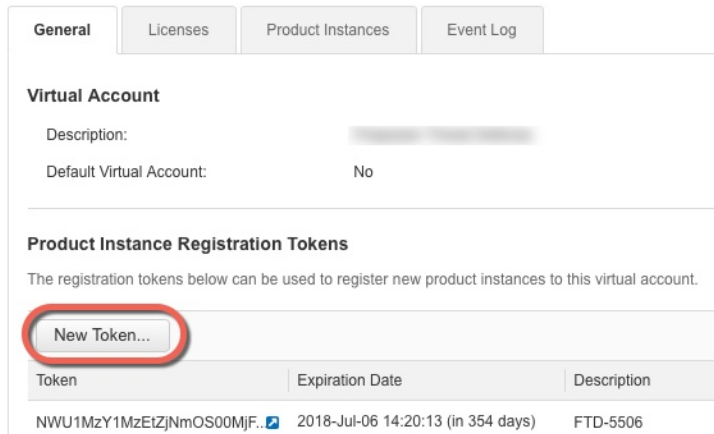 General Licenses Product Instances Event Log
Virtual Account
Description:
Default Virtual Account: No
Product Instance Registration Tokens
The registration tokens below can be used to register new product instances to this virtual account.
New Token...
Token Expiration Date Description
NWU1MzY1MzEtZjNmOS00MjF... 2018-Jul-06 14:20:13 (in 354 days) FTD-5506